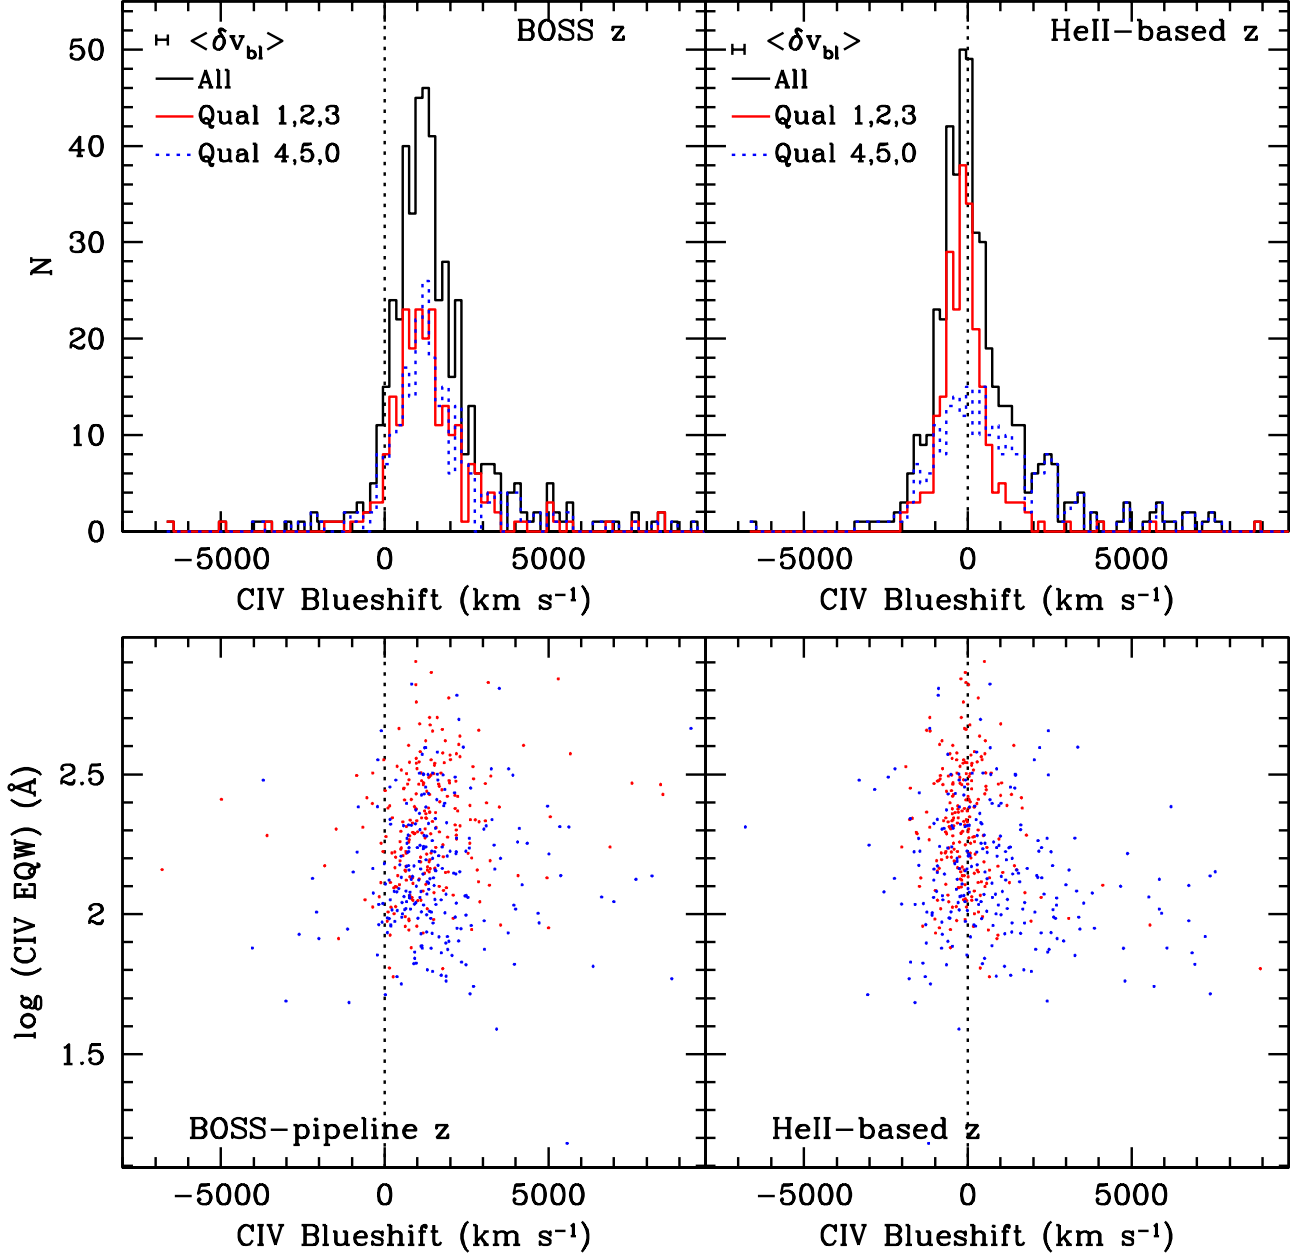 BOSS z
<δv_bl>
All
Qual 1,2,3
Qual 4,5,0
HeII-based z
<δv_bl>
All
Qual 1,2,3
Qual 4,5,0
N
50
40
30
20
10
0
-5000 0 5000
-5000 0 5000
CIV Blueshift (km s⁻¹)
CIV Blueshift (km s⁻¹)
log (CIV EQW) (Å)
2.5
2
1.5
BOSS-pipeline z
HeII-based z
-5000 0 5000
-5000 0 5000
CIV Blueshift (km s⁻¹)
CIV Blueshift (km s⁻¹)